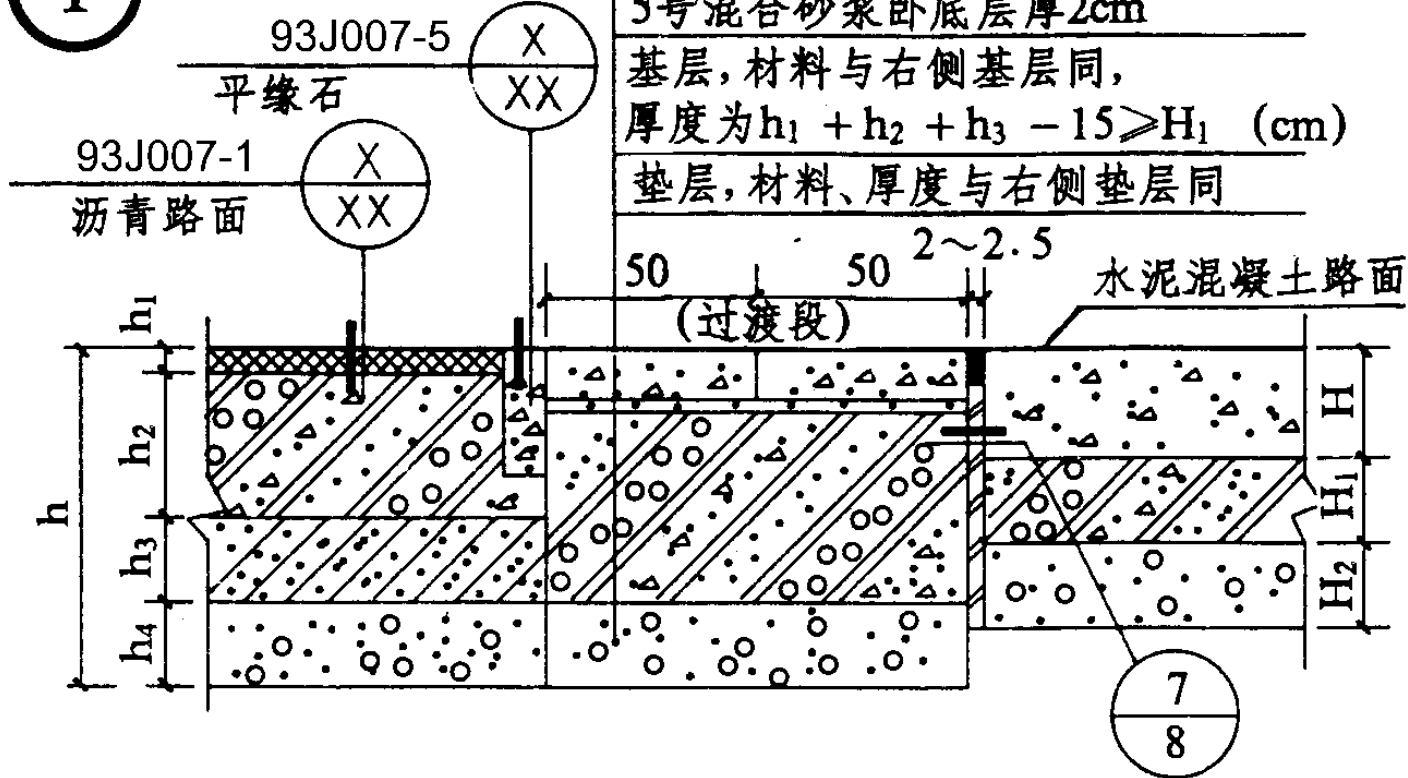 1
5号混合砂浆卧底层厚2cm
93J007-5
X
XX
平缘石
基层,材料与右侧基层同,
厚度为h₁ + h₂ + h₃ - 15⩾H₁ (cm)
93J007-1
X
XX
沥青路面
垫层,材料、厚度与右侧垫层同
50
50
2～2.5
(过渡段)
水泥混凝土路面
h₁
h₂
h₃
h₄
h
H
H₁
H₂
7
8